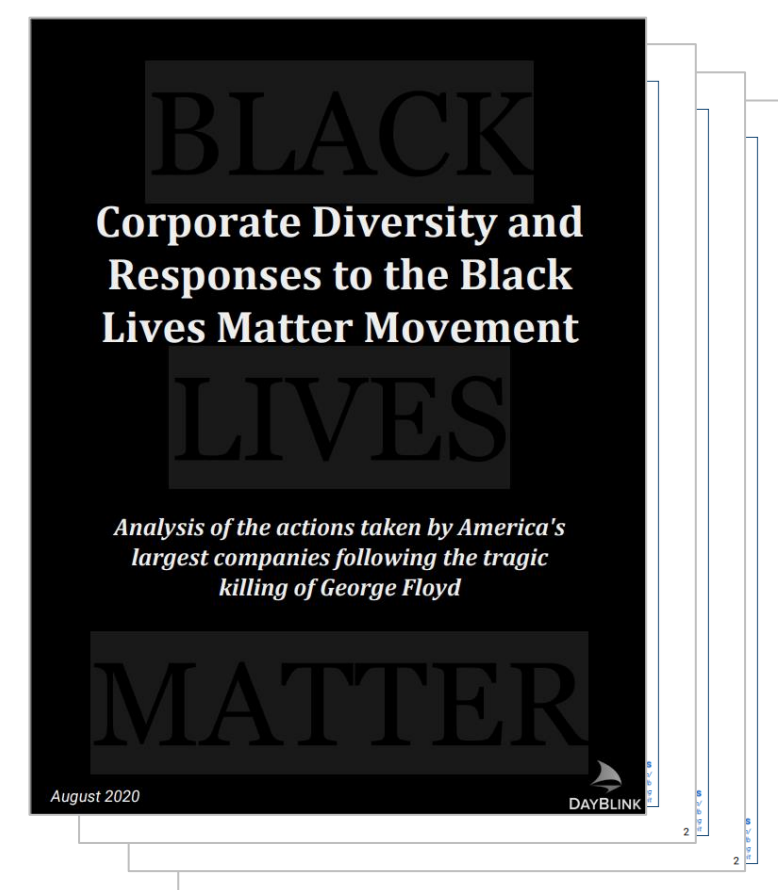 BLACK
Corporate Diversity and
Responses to the Black
Lives Matter Movement
LIVES
Analysis of the actions taken by America's
largest companies following the tragic
killing of George Floyd
MATTER
August 2020
DAYBLINK
2
2